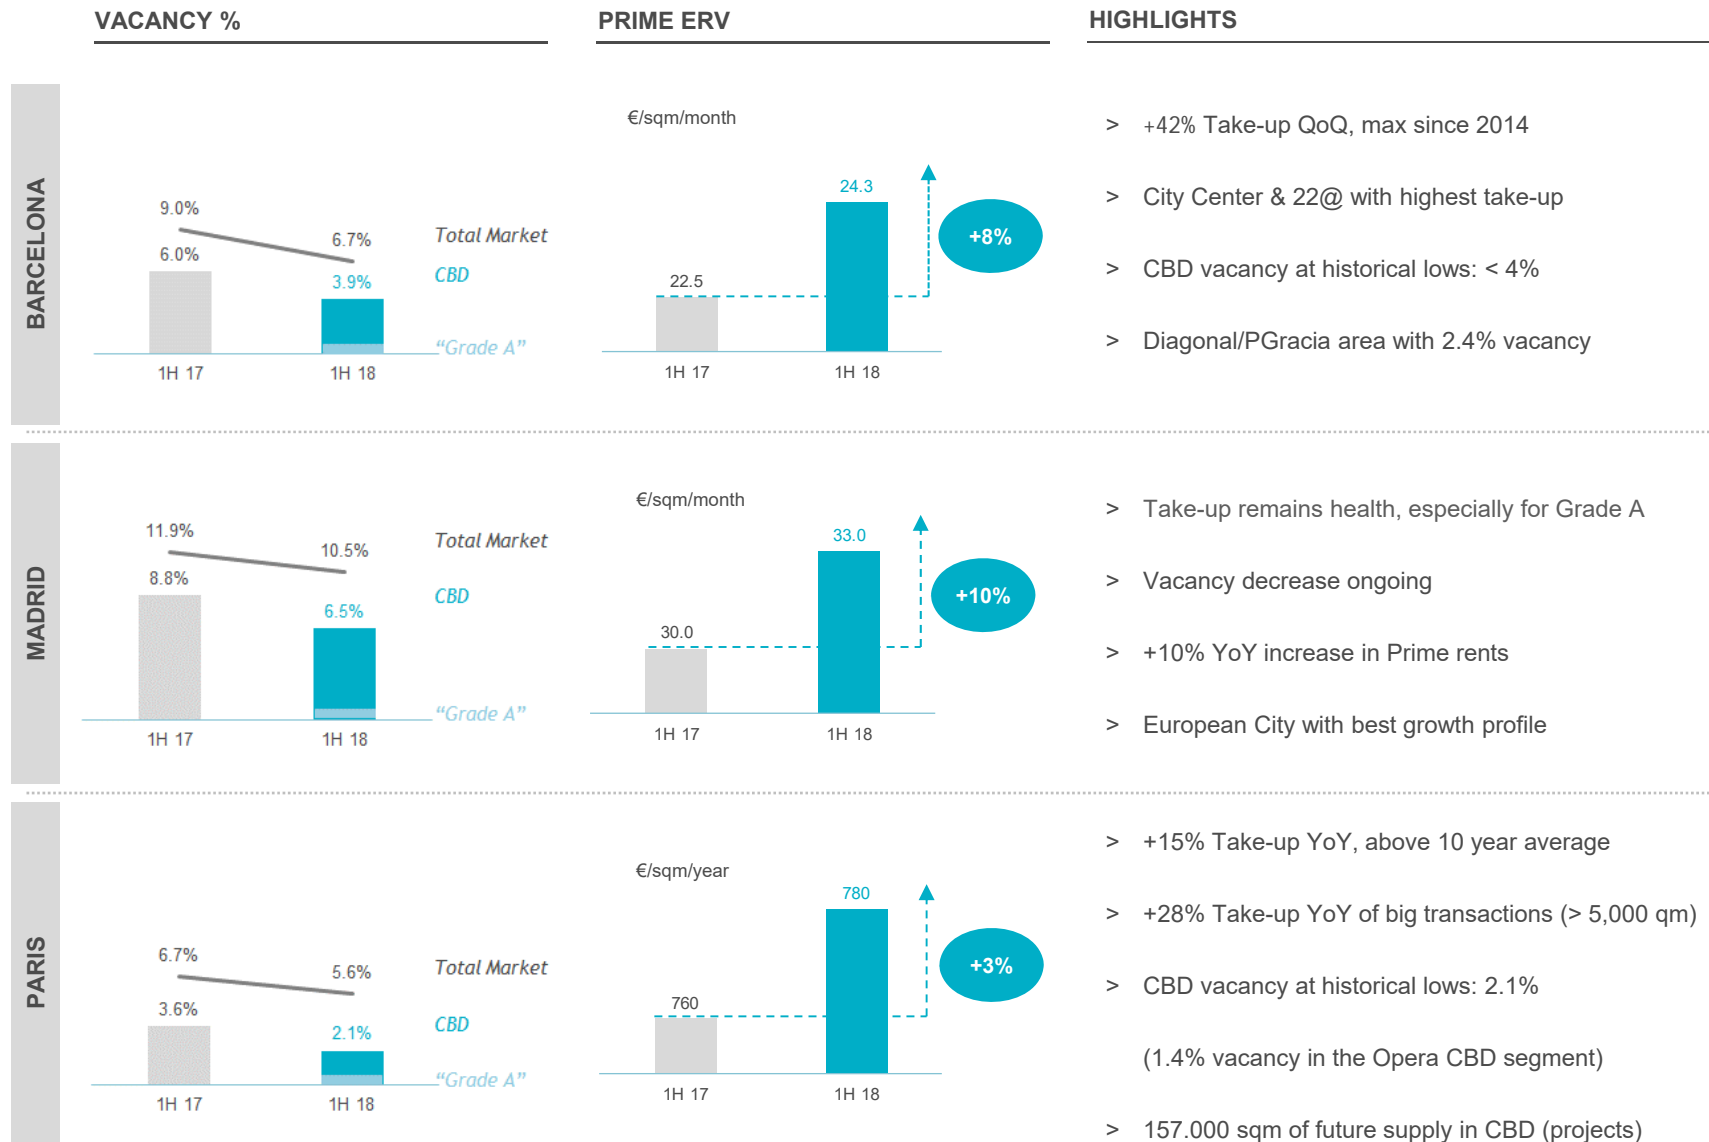 VACANCY %
PRIME ERV
HIGHLIGHTS
BARCELONA
9.0%
6.0%
6.7%
3.9%
Total Market
CBD
"Grade A"
1H 17
1H 18
€/sqm/month
22.5
24.3
+8%
1H 17
1H 18
> +42% Take-up QoQ, max since 2014
> City Center & 22@ with highest take-up
> CBD vacancy at historical lows: < 4%
> Diagonal/PGracia area with 2.4% vacancy
MADRID
11.9%
8.8%
10.5%
6.5%
Total Market
CBD
"Grade A"
1H 17
1H 18
€/sqm/month
30.0
33.0
+10%
1H 17
1H 18
> Take-up remains health, especially for Grade A
> Vacancy decrease ongoing
> +10% YoY increase in Prime rents
> European City with best growth profile
PARIS
6.7%
3.6%
5.6%
2.1%
Total Market
CBD
"Grade A"
1H 17
1H 18
€/sqm/year
760
780
+3%
1H 17
1H 18
> +15% Take-up YoY, above 10 year average
> +28% Take-up YoY of big transactions (> 5,000 qm)
> CBD vacancy at historical lows: 2.1%
(1.4% vacancy in the Opera CBD segment)
> 157.000 sqm of future supply in CBD (projects)